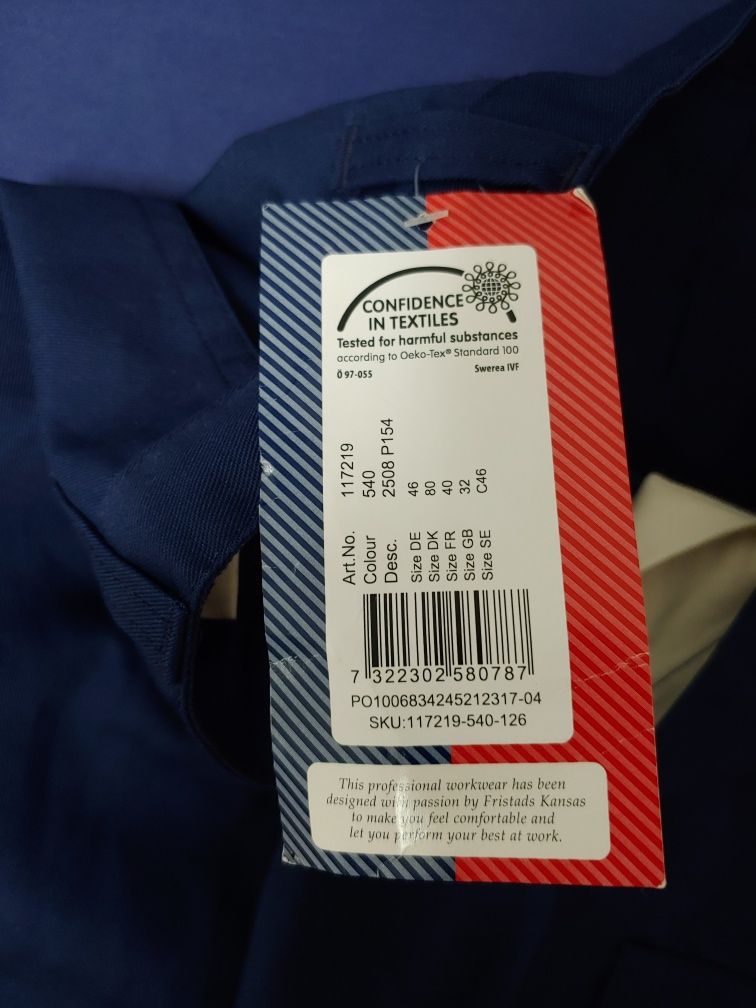 CONFIDENCE
IN TEXTILES
Tested for harmful substances
according to Oeko-Tex® Standard 100
Ö 97-055 Swerea IVF
Art.No. 117219
Colour 540
Desc. 2508 P154
Size DE 46
Size DK 80
Size FR 40
Size GB 32
Size SE C46
7 322302 580787
PO1006834245212317-04
SKU:117219-540-126
This professional workwear has been
designed with passion by Fristads Kansas
to make you feel comfortable and
let you perform your best at work.